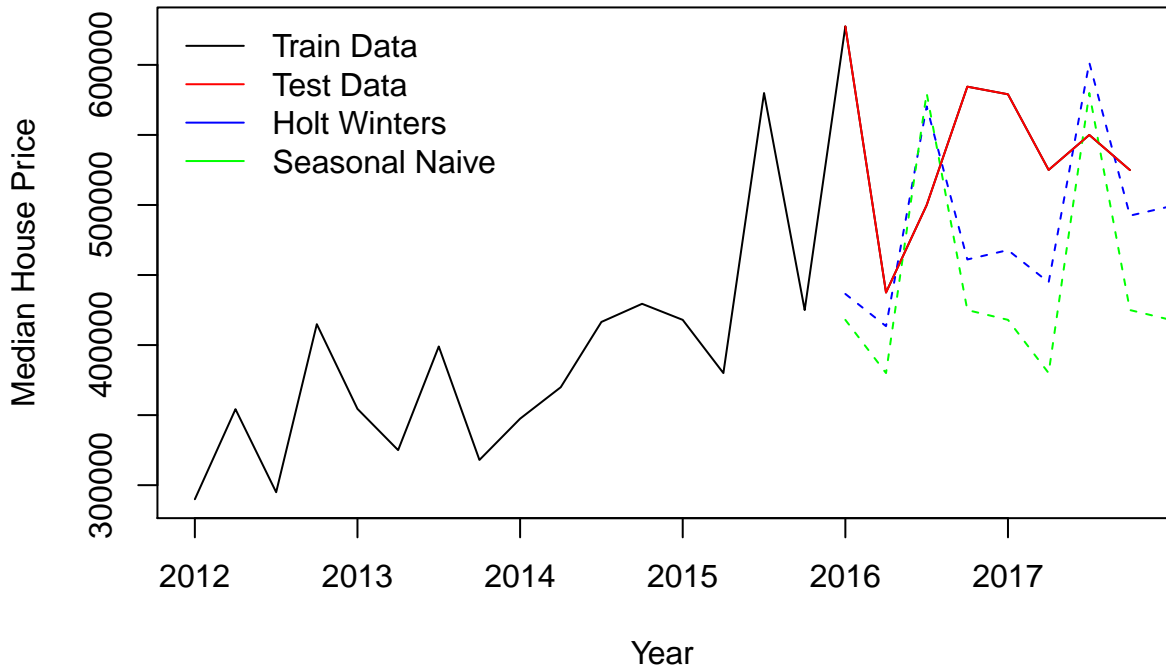 Train Data
Test Data
Holt Winters
Seasonal Naive
Median House Price
600000
500000
400000
300000
2012 2013 2014 2015 2016 2017
Year